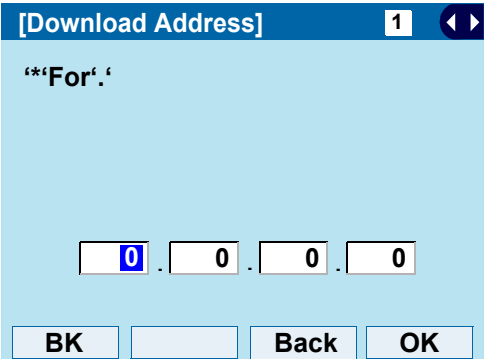 [Download Address] 1
‘*‘For‘.‘
0 . 0 . 0 . 0
BK Back OK